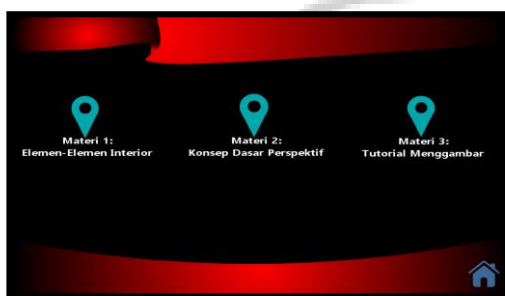 Materi 1:
Elemen-Elemen Interior
Materi 2:
Konsep Dasar Perspektif
Materi 3:
Tutorial Menggambar